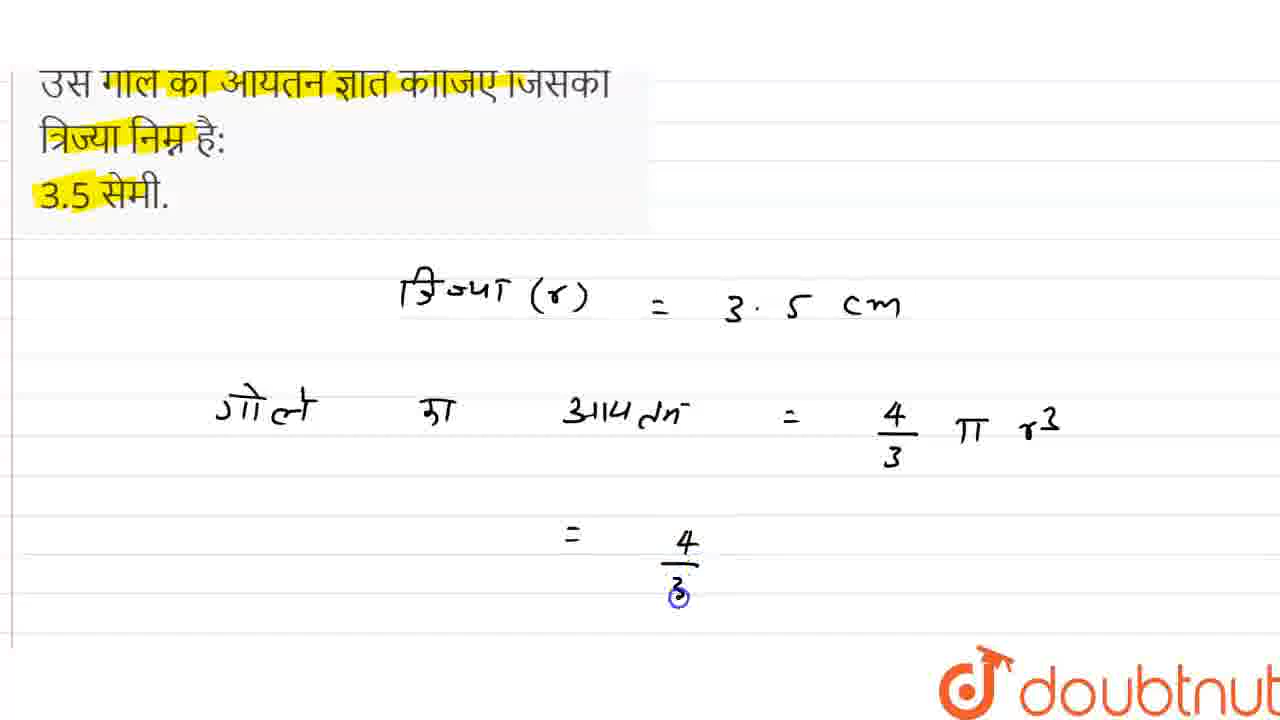 उस गोले का आयतन ज्ञात कीजिए जिसकी
त्रिज्या निम्न है:
3.5 सेमी.
त्रिज्या (r) = 3.5 cm
गोले का आयतन = 4/3 π r³
= 4/3
doubtnut